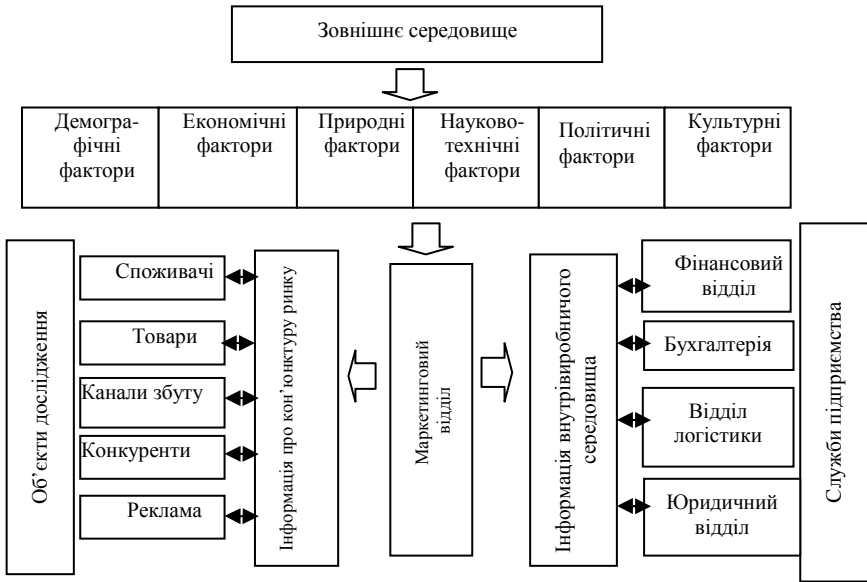 Зовнішнє середовище
Демогра-
фічні
фактори
Економічні
фактори
Природні
фактори
Науково-
технічні
фактори
Політичні
фактори
Культурні
фактори
Об’єкти дослідження
Споживачі
Товари
Канали збуту
Конкуренти
Реклама
Інформація про кон’юнктуру ринку
Маркетинговий
відділ
Інформація внутрівиробничого
середовища
Фінансовий
відділ
Бухгалтерія
Відділ
логістики
Юридичний
відділ
Служби підприємства